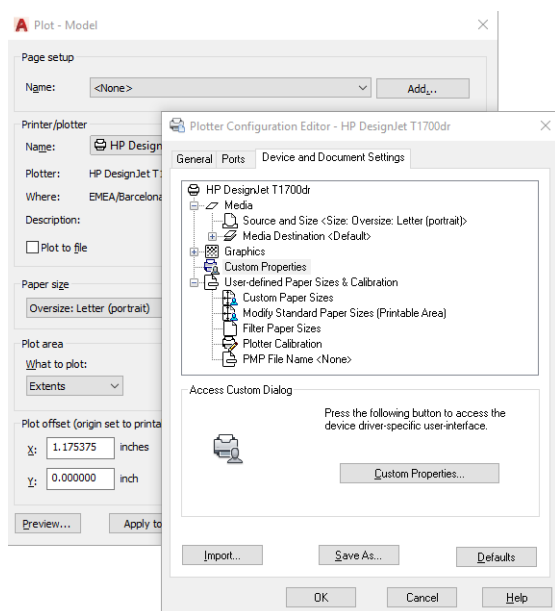 Plot - Model
Page setup
Name:
<None>
Add...
Printer/plotter
Name:
HP Design
Plotter:
HP DesignJet T
Where:
EMEA/Barcelona
Description:
Plot to file
Paper size
Oversize: Letter (portrait)
Plot area
What to plot:
Extents
Plot offset (origin set to printa
X:
1.175375
inches
Y:
0.000000
inch
Preview...
Apply to
Plotter Configuration Editor - HP DesignJet T1700dr
General
Ports
Device and Document Settings
HP DesignJet T1700dr
Media
Source and Size <Size: Oversize: Letter (portrait)>
Media Destination <Default>
Graphics
Custom Properties
User-defined Paper Sizes & Calibration
Custom Paper Sizes
Modify Standard Paper Sizes (Printable Area)
Filter Paper Sizes
Plotter Calibration
PMP File Name <None>
Access Custom Dialog
Press the following button to access the
device driver-specific user-interface.
Custom Properties...
Import...
Save As...
Defaults
OK
Cancel
Help